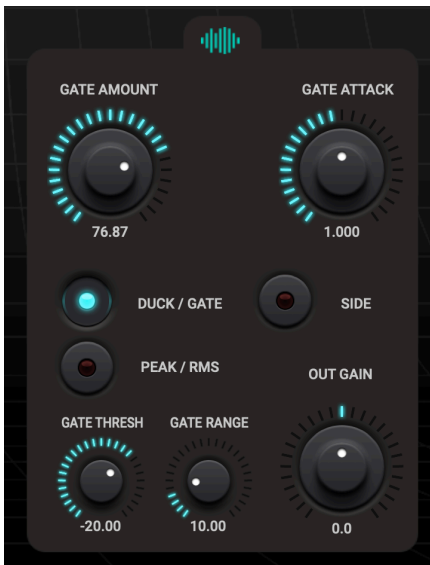 GATE AMOUNT
GATE ATTACK
76.87
1.000
DUCK / GATE
SIDE
PEAK / RMS
OUT GAIN
GATE THRESH
GATE RANGE
-20.00
10.00
0.0